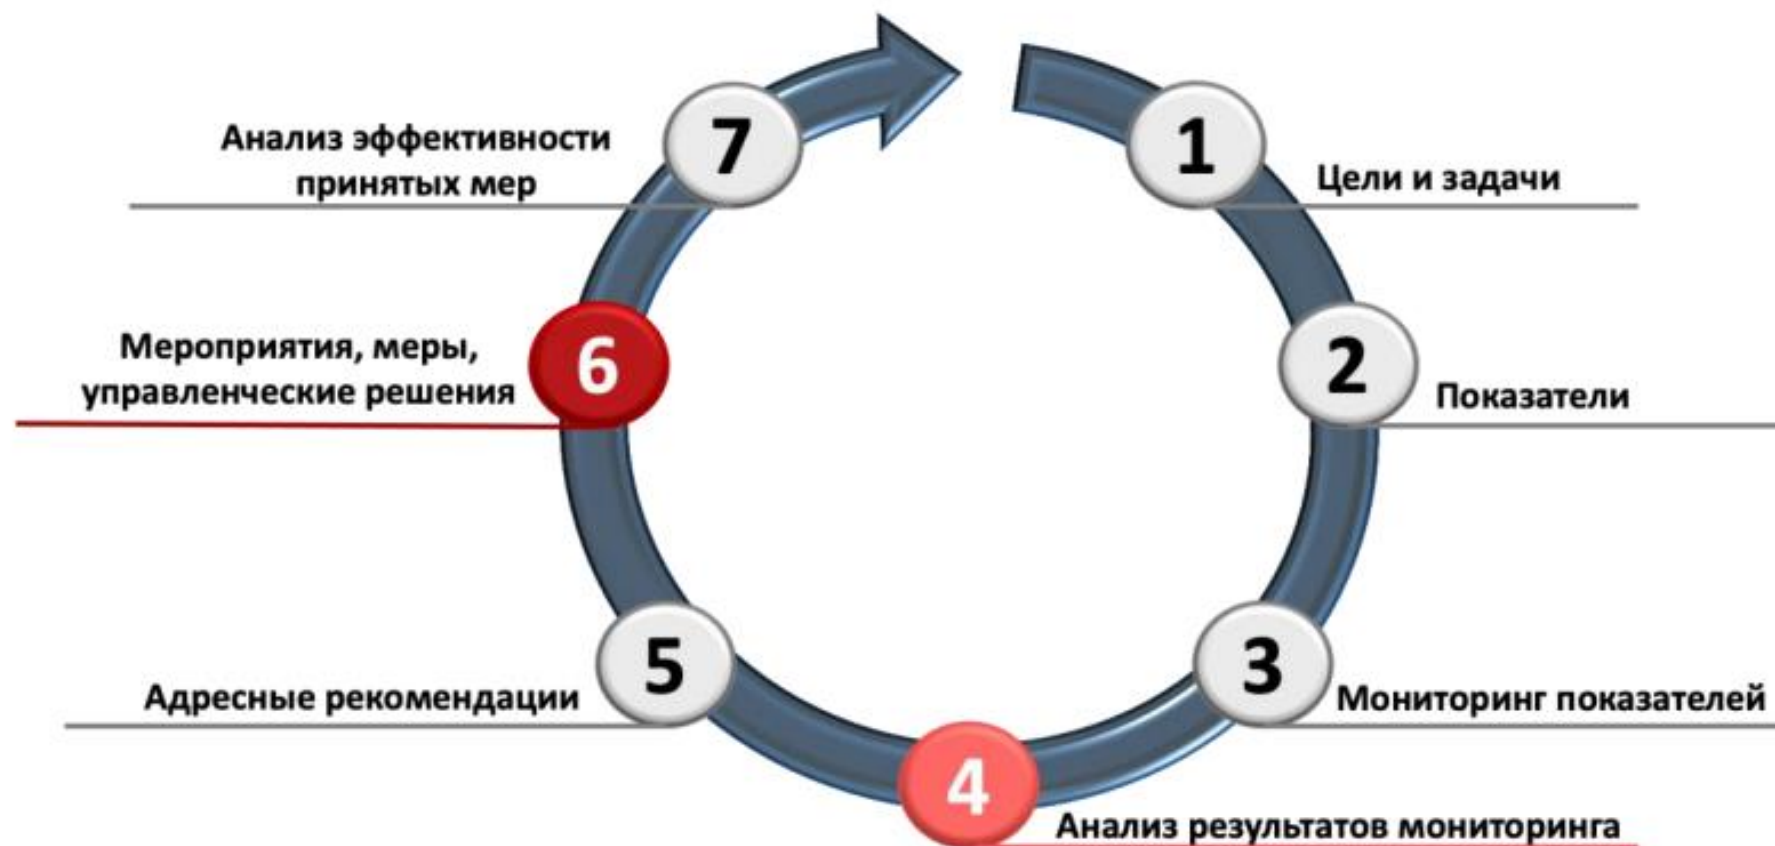 1
Цели и задачи
2
Показатели
3
Мониторинг показателей
4
Анализ результатов мониторинга
5
Адресные рекомендации
6
Мероприятия, меры,
управленческие решения
7
Анализ эффективности
принятых мер